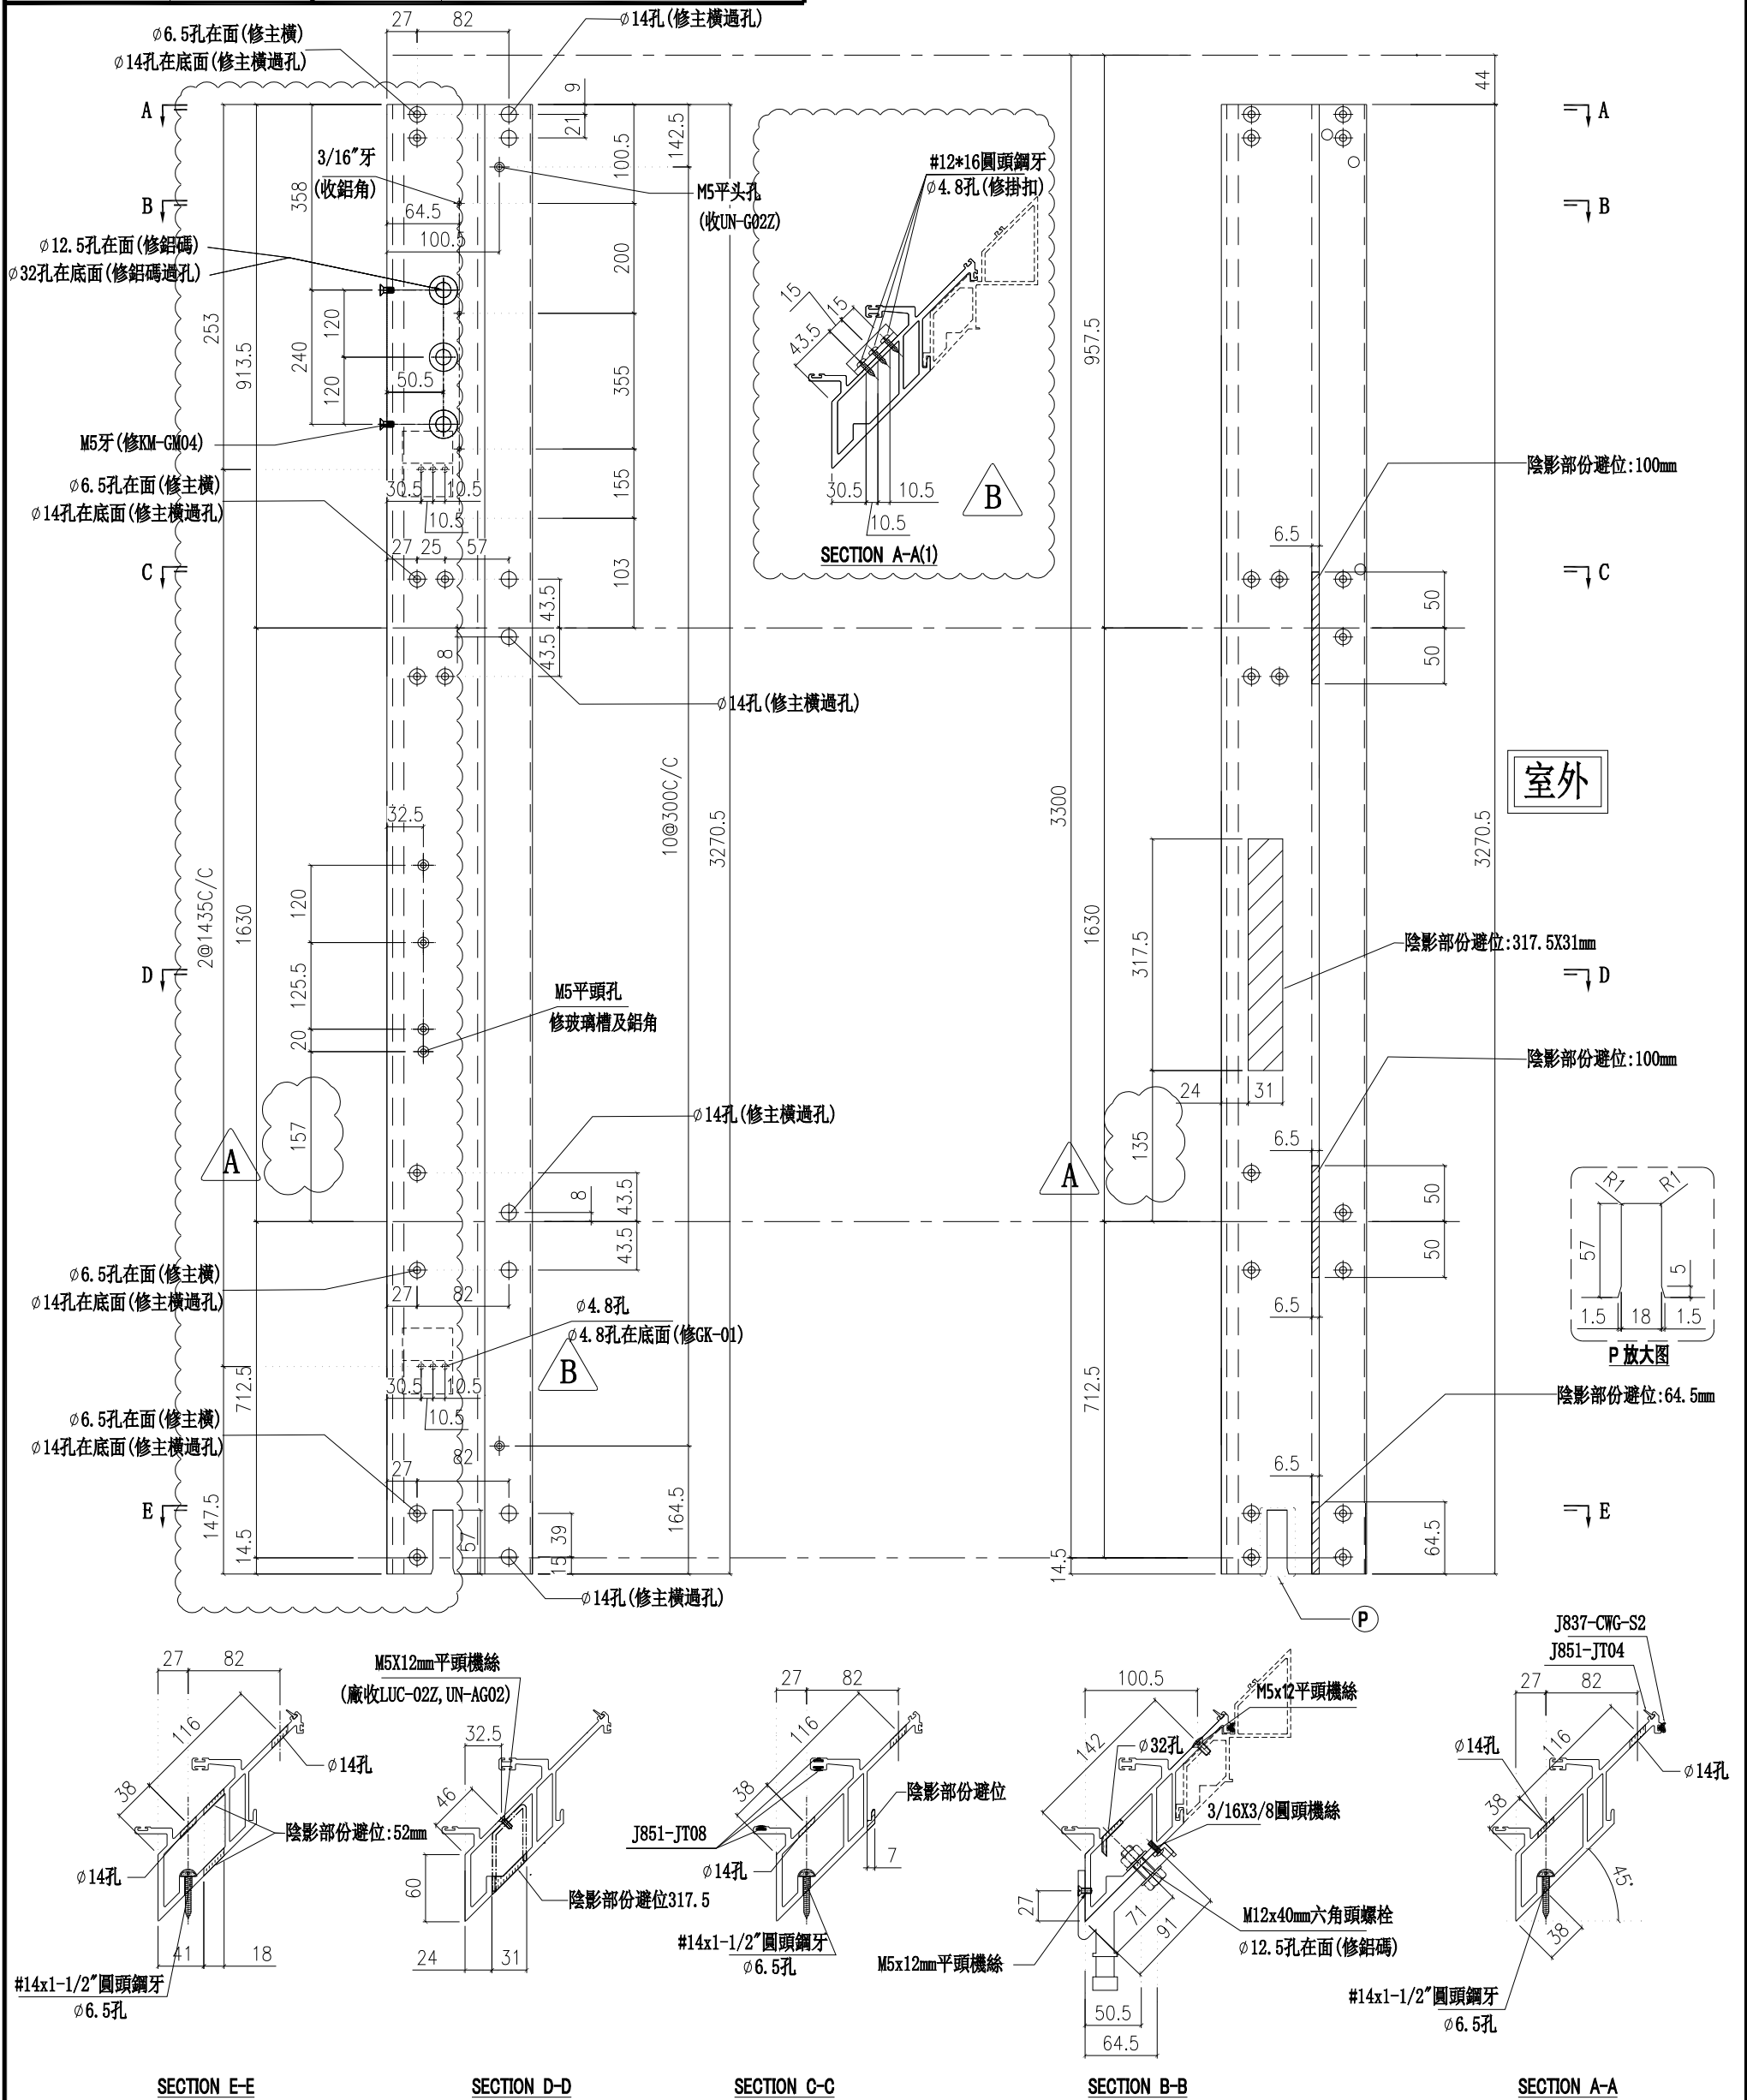 27
82
∅14孔(修主橫過孔)
∅6.5孔在面(修主橫)
∅14孔在底面(修主橫過孔)
9
21
44
A
A
3/16″牙
(收鋁角)
358
100.5
142.5
#12*16圓頭鋼牙
∅4.8孔(修掛扣)
M5平头孔
(收UN-G02Z)
B
B
64.5
100.5
∅12.5孔在面(修鋁碼)
∅32孔在底面(修鋁碼過孔)
200
15
15
43.5
253
913.5
240
120
120
50.5
355
957.5
M5牙(修KM-GM04)
∅6.5孔在面(修主橫)
∅14孔在底面(修主橫過孔)
30.5
10.5
10.5
155
30.5
10.5
10.5
B
SECTION A-A(1)
陰影部份避位:100mm
6.5
27
25
57
103
C
C
43.5
43.5
8
50
50
∅14孔(修主橫過孔)
室外
2@1435C/C
1630
32.5
120
125.5
20
10@300C/C
3270.5
3300
1630
3270.5
317.5
陰影部份避位:317.5X31mm
D
D
M5平頭孔
修玻璃槽及鋁角
陰影部份避位:100mm
24
31
A
157
∅14孔(修主橫過孔)
A
135
6.5
8
43.5
43.5
50
50
R1
R1
57
5
1.5
18
1.5
P 放大图
∅6.5孔在面(修主橫)
∅14孔在底面(修主橫過孔)
27
82
6.5
∅4.8孔
∅4.8孔在底面(修GK-01)
B
712.5
30.5
10.5
10.5
712.5
陰影部份避位:64.5mm
∅6.5孔在面(修主橫)
∅14孔在底面(修主橫過孔)
27
82
6.5
E
E
147.5
14.5
57
15
39
164.5
14.5
64.5
∅14孔(修主橫過孔)
P
27
82
116
38
∅14孔
陰影部份避位:52mm
∅14孔
41
18
#14x1-1/2″圓頭鋼牙
∅6.5孔
SECTION E-E
M5X12mm平頭機絲
(廠收LUC-02Z,UN-AG02)
32.5
46
60
陰影部份避位317.5
24
31
SECTION D-D
27
82
116
38
陰影部份避位
J851-JT08
∅14孔
7
#14x1-1/2″圓頭鋼牙
∅6.5孔
SECTION C-C
100.5
M5x12平頭機絲
142
∅32孔
3/16X3/8圓頭機絲
27
71
91
M12x40mm六角頭螺栓
∅12.5孔在面(修鋁碼)
M5x12mm平頭機絲
50.5
64.5
SECTION B-B
J837-CWG-S2
J851-JT04
27
82
116
∅14孔
∅14孔
38
45°
38
#14x1-1/2″圓頭鋼牙
∅6.5孔
SECTION A-A